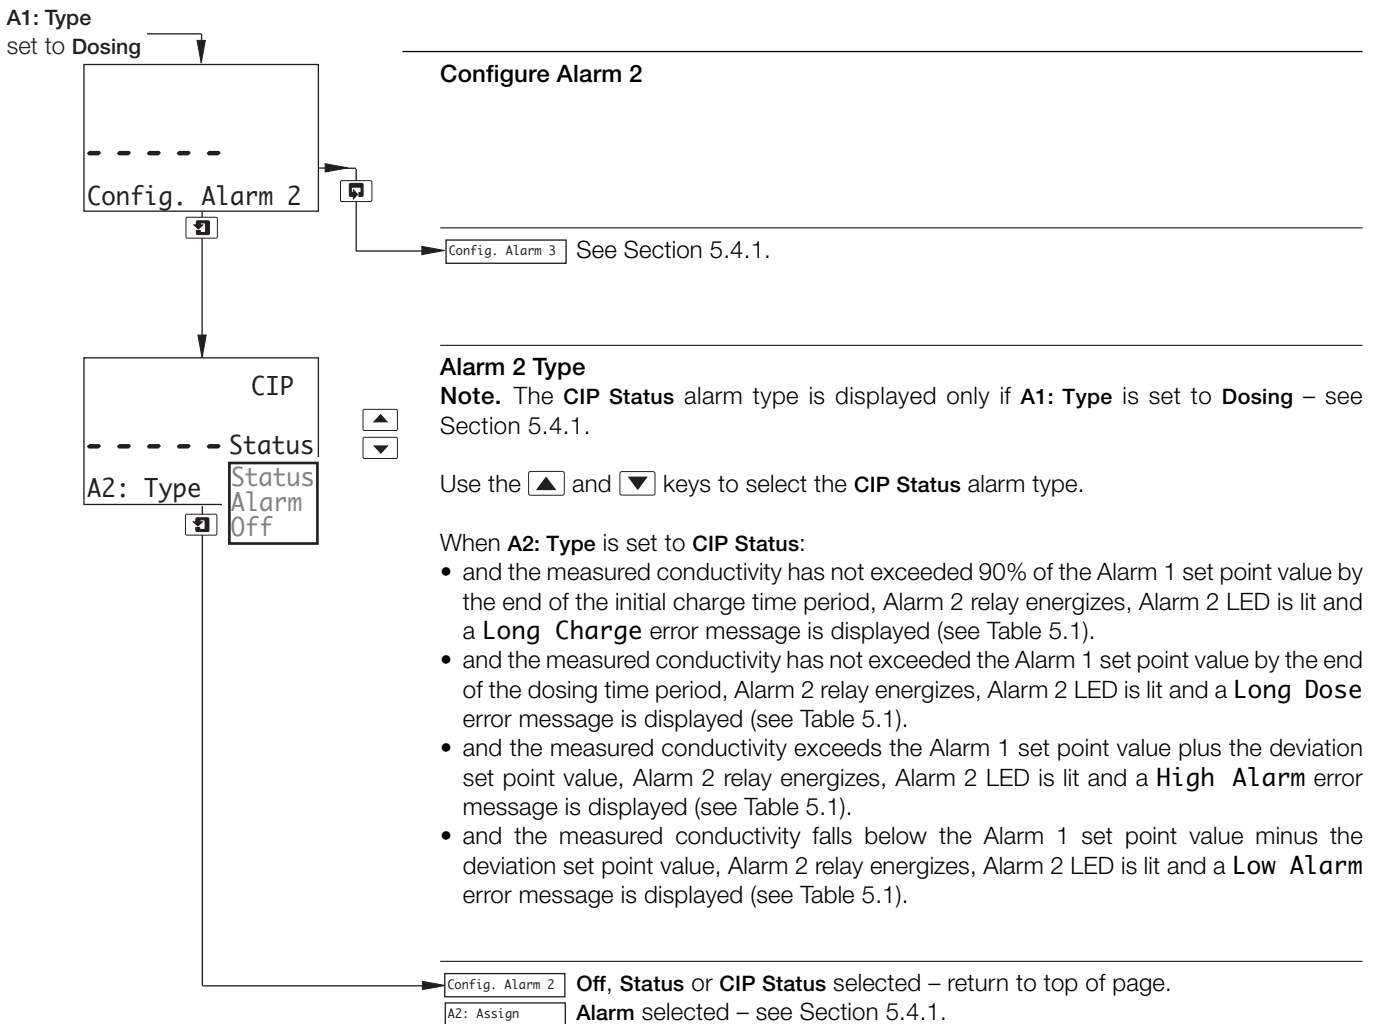 A1: Type
set to Dosing
Configure Alarm 2
- - - - -
Config. Alarm 2
Config. Alarm 3 See Section 5.4.1.
Alarm 2 Type
Note. The CIP Status alarm type is displayed only if A1: Type is set to Dosing – see
Section 5.4.1.
CIP
- - - - - Status
A2: Type
Status
Alarm
Off
Use the ▲ and ▼ keys to select the CIP Status alarm type.
When A2: Type is set to CIP Status:
• and the measured conductivity has not exceeded 90% of the Alarm 1 set point value by
the end of the initial charge time period, Alarm 2 relay energizes, Alarm 2 LED is lit and
a Long Charge error message is displayed (see Table 5.1).
• and the measured conductivity has not exceeded the Alarm 1 set point value by the end
of the dosing time period, Alarm 2 relay energizes, Alarm 2 LED is lit and a Long Dose
error message is displayed (see Table 5.1).
• and the measured conductivity exceeds the Alarm 1 set point value plus the deviation
set point value, Alarm 2 relay energizes, Alarm 2 LED is lit and a High Alarm error
message is displayed (see Table 5.1).
• and the measured conductivity falls below the Alarm 1 set point value minus the
deviation set point value, Alarm 2 relay energizes, Alarm 2 LED is lit and a Low Alarm
error message is displayed (see Table 5.1).
Config. Alarm 2 Off, Status or CIP Status selected – return to top of page.
A2: Assign Alarm selected – see Section 5.4.1.